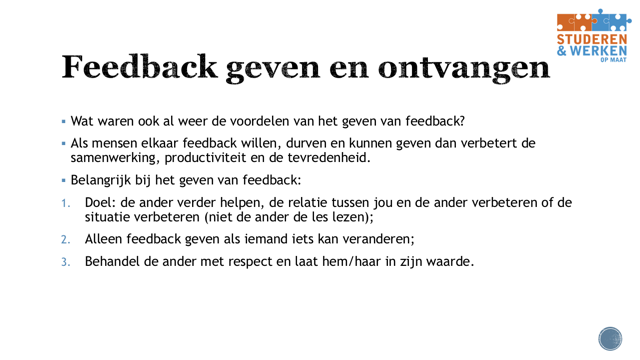 STUDEREN
& WERKEN
OP MAAT
Feedback geven en ontvangen
▪ Wat waren ook al weer de voordelen van het geven van feedback?
▪ Als mensen elkaar feedback willen, durven en kunnen geven dan verbetert de
samenwerking, productiviteit en de tevredenheid.
▪ Belangrijk bij het geven van feedback:
1. Doel: de ander verder helpen, de relatie tussen jou en de ander verbeteren of de
situatie verbeteren (niet de ander de les lezen);
2. Alleen feedback geven als iemand iets kan veranderen;
3. Behandel de ander met respect en laat hem/haar in zijn waarde.